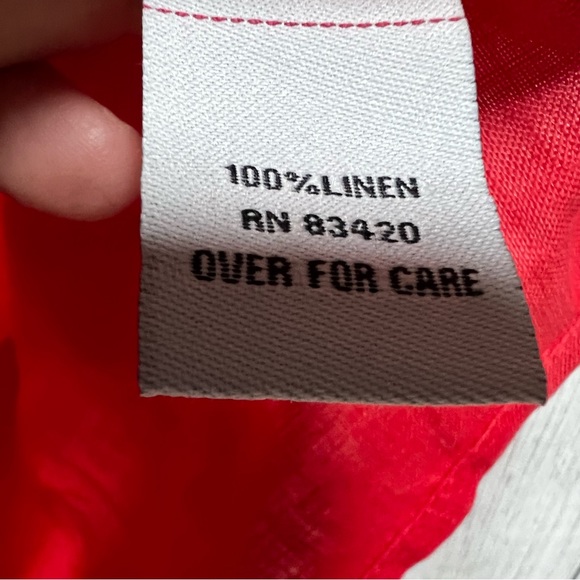 100%LINEN
RN 83420
OVER FOR CARE